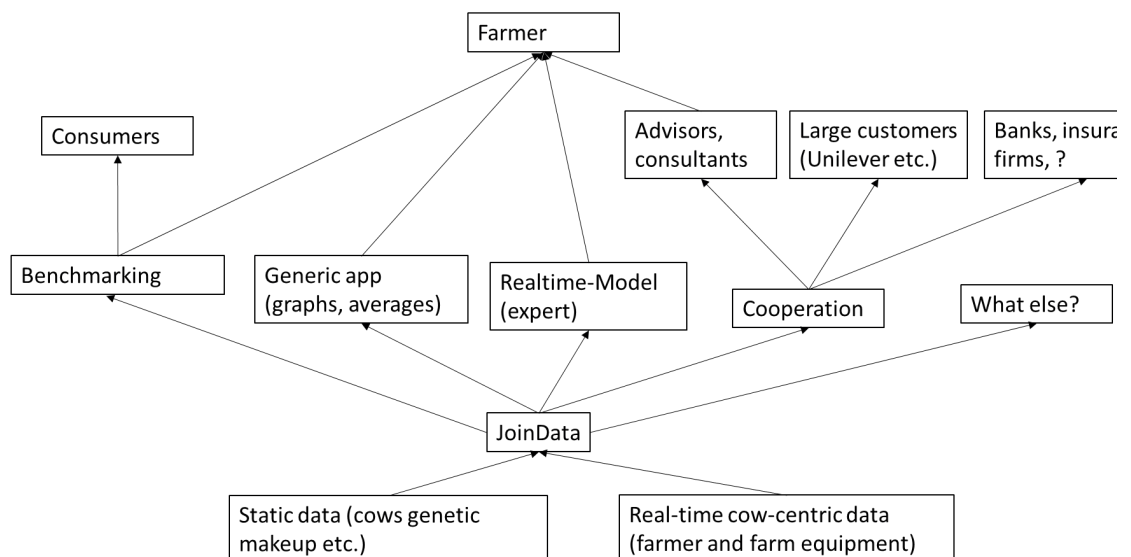 Farmer
Consumers
Advisors,
consultants
Large customers
(Unilever etc.)
Banks, insura
firms, ?
Benchmarking
Generic app
(graphs, averages)
Realtime-Model
(expert)
Cooperation
What else?
JoinData
Static data (cows genetic
makeup etc.)
Real-time cow-centric data
(farmer and farm equipment)